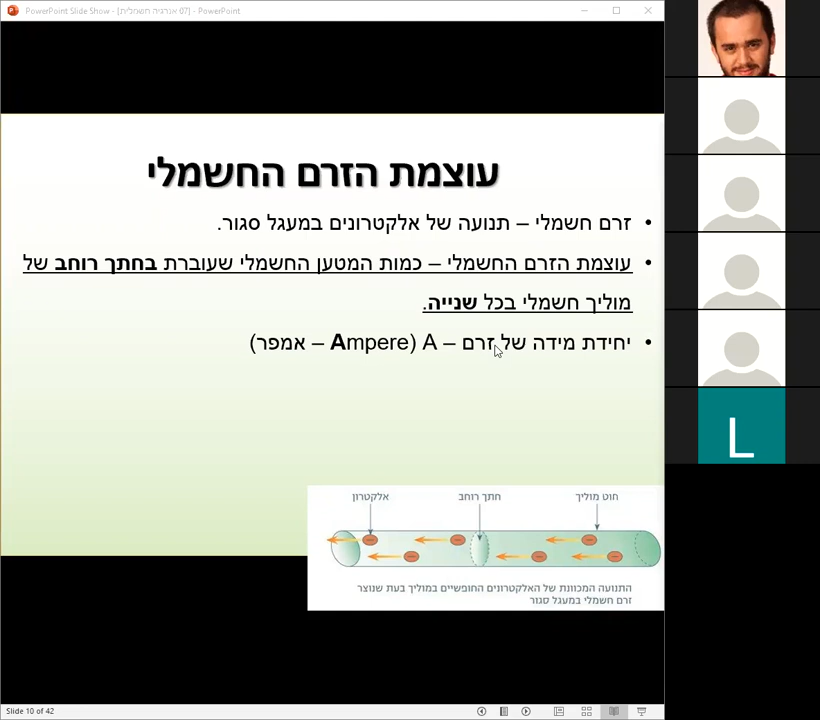 PowerPoint Slide Show - [07 אנרגיה חשמלית] - PowerPoint
עוצמת הזרם החשמלי
• זרם חשמלי – תנועה של אלקטרונים במעגל סגור.
• עוצמת הזרם החשמלי – כמות המטען החשמלי שעוברת בחתך רוחב של
מוליך חשמלי בכל שנייה.
• יחידת מידה של זרם – A (Ampere – אמפר)
חוט מוליך
חתך רוחב
אלקטרון
התנועה המכוונת של האלקטרונים החופשיים במוליך בעת שנוצר
זרם חשמלי במעגל סגור
L
Slide 10 of 42